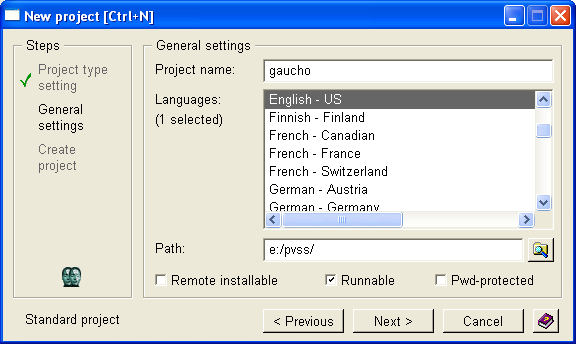 New project [Ctrl+N]
Steps
Project type
setting
General
settings
Create
project
Standard project
General settings
Project name:
gaucho
Languages:
(1 selected)
English - US
Finnish - Finland
French - Canadian
French - France
French - Switzerland
German - Austria
German - Germany
Path:
e:/pvss/
Remote installable
Runnable
Pwd-protected
< Previous
Next >
Cancel